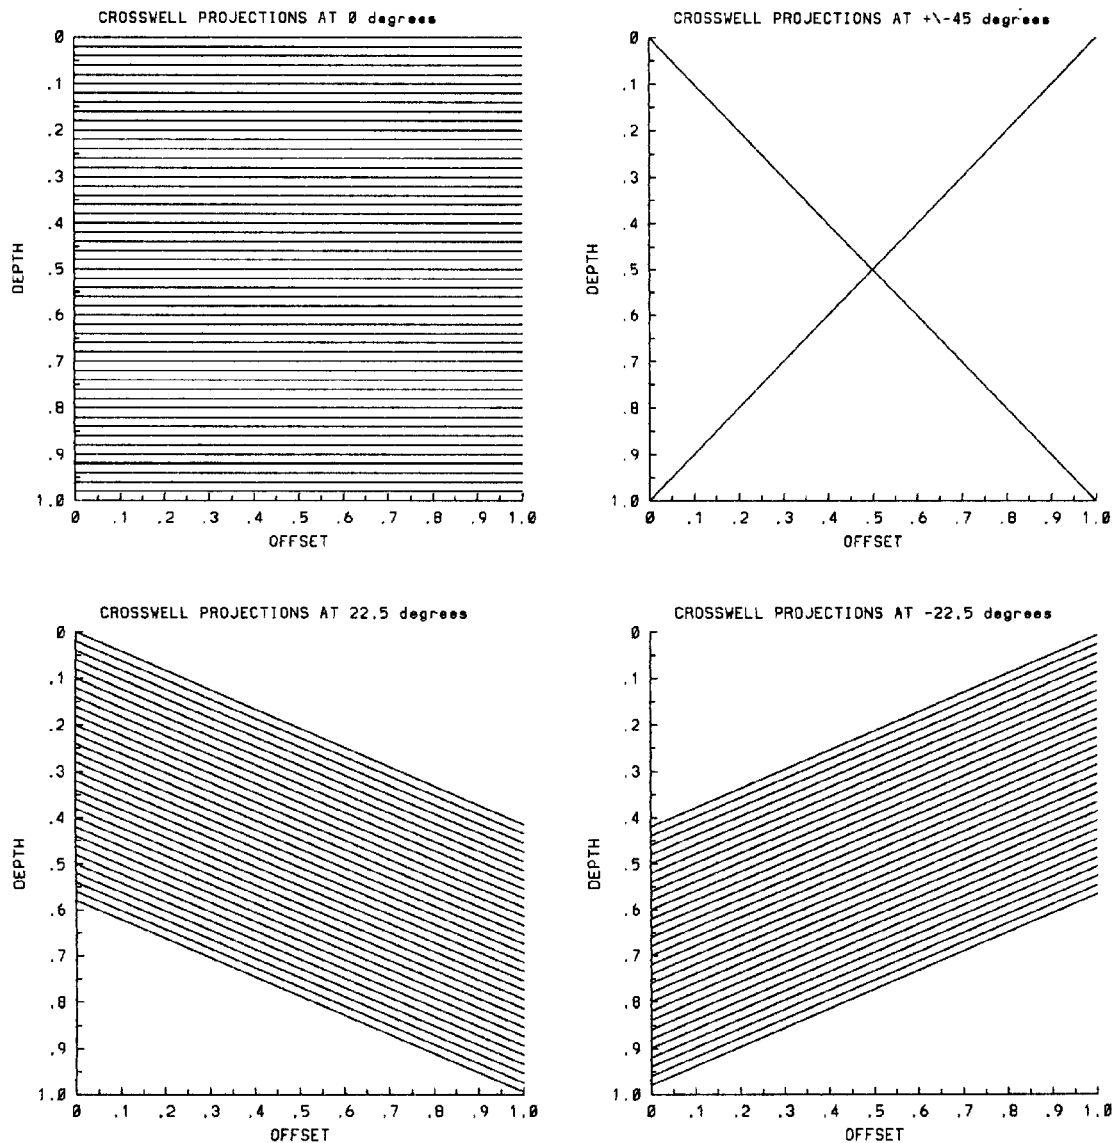 CROSSWELL PROJECTIONS AT 0 degrees
0
.1
.2
.3
.4
.5
.6
.7
.8
.9
1.0
DEPTH
0 .1 .2 .3 .4 .5 .6 .7 .8 .9 1.0
OFFSET
CROSSWELL PROJECTIONS AT +\-45 degrees
0
.1
.2
.3
.4
.5
.6
.7
.8
.9
1.0
DEPTH
0 .1 .2 .3 .4 .5 .6 .7 .8 .9 1.0
OFFSET
CROSSWELL PROJECTIONS AT 22.5 degrees
0
.1
.2
.3
.4
.5
.6
.7
.8
.9
1.0
DEPTH
0 .1 .2 .3 .4 .5 .6 .7 .8 .9 1.0
OFFSET
CROSSWELL PROJECTIONS AT -22.5 degrees
0
.1
.2
.3
.4
.5
.6
.7
.8
.9
1.0
DEPTH
0 .1 .2 .3 .4 .5 .6 .7 .8 .9 1.0
OFFSET